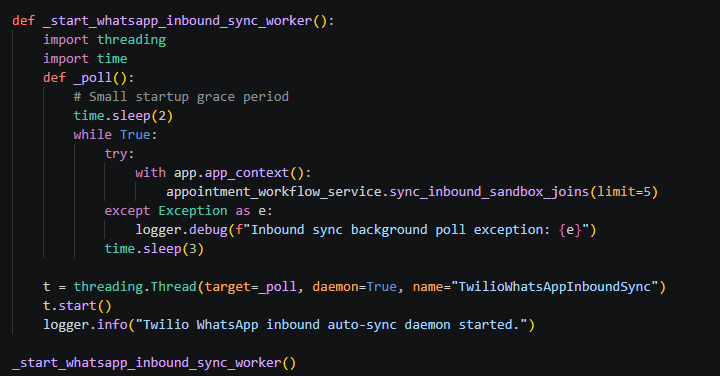 def _start_whatsapp_inbound_sync_worker():
    import threading
    import time
    def _poll():
        # Small startup grace period
        time.sleep(2)
        while True:
            try:
                with app.app_context():
                    appointment_workflow_service.sync_inbound_sandbox_joins(limit=5)
            except Exception as e:
                logger.debug(f"Inbound sync background poll exception: {e}")
            time.sleep(3)

    t = threading.Thread(target=_poll, daemon=True, name="TwilioWhatsAppInboundSync")
    t.start()
    logger.info("Twilio WhatsApp inbound auto-sync daemon started.")

_start_whatsapp_inbound_sync_worker()